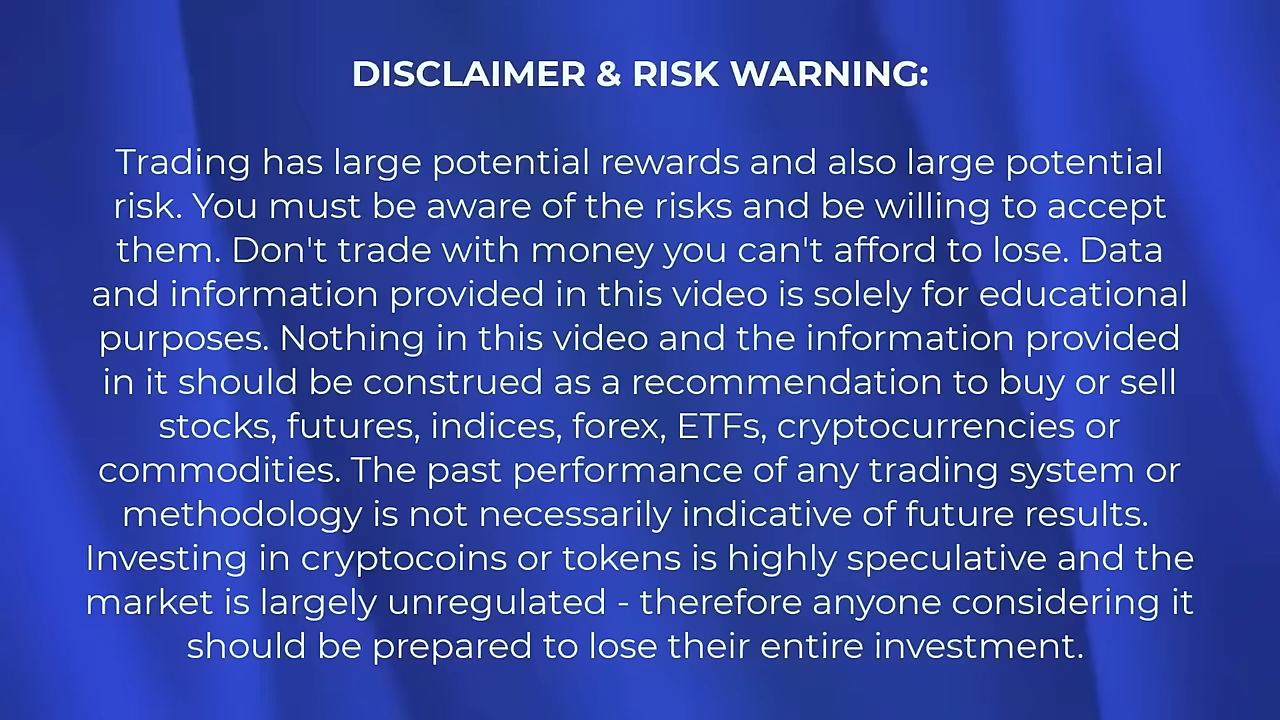 DISCLAIMER & RISK WARNING:
Trading has large potential rewards and also large potential
risk. You must be aware of the risks and be willing to accept
them. Don't trade with money you can't afford to lose. Data
and information provided in this video is solely for educational
purposes. Nothing in this video and the information provided
in it should be construed as a recommendation to buy or sell
stocks, futures, indices, forex, ETFs, cryptocurrencies or
commodities. The past performance of any trading system or
methodology is not necessarily indicative of future results.
Investing in cryptocoins or tokens is highly speculative and the
market is largely unregulated - therefore anyone considering it
should be prepared to lose their entire investment.